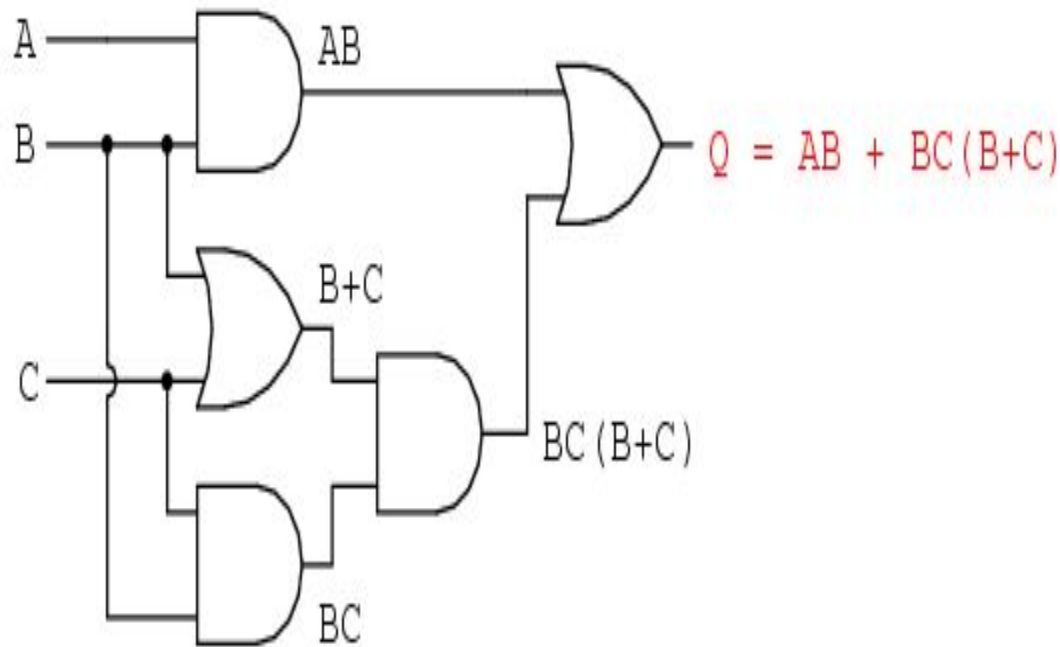 A
AB
B
Q = AB + BC(B+C)
B+C
C
BC(B+C)
BC